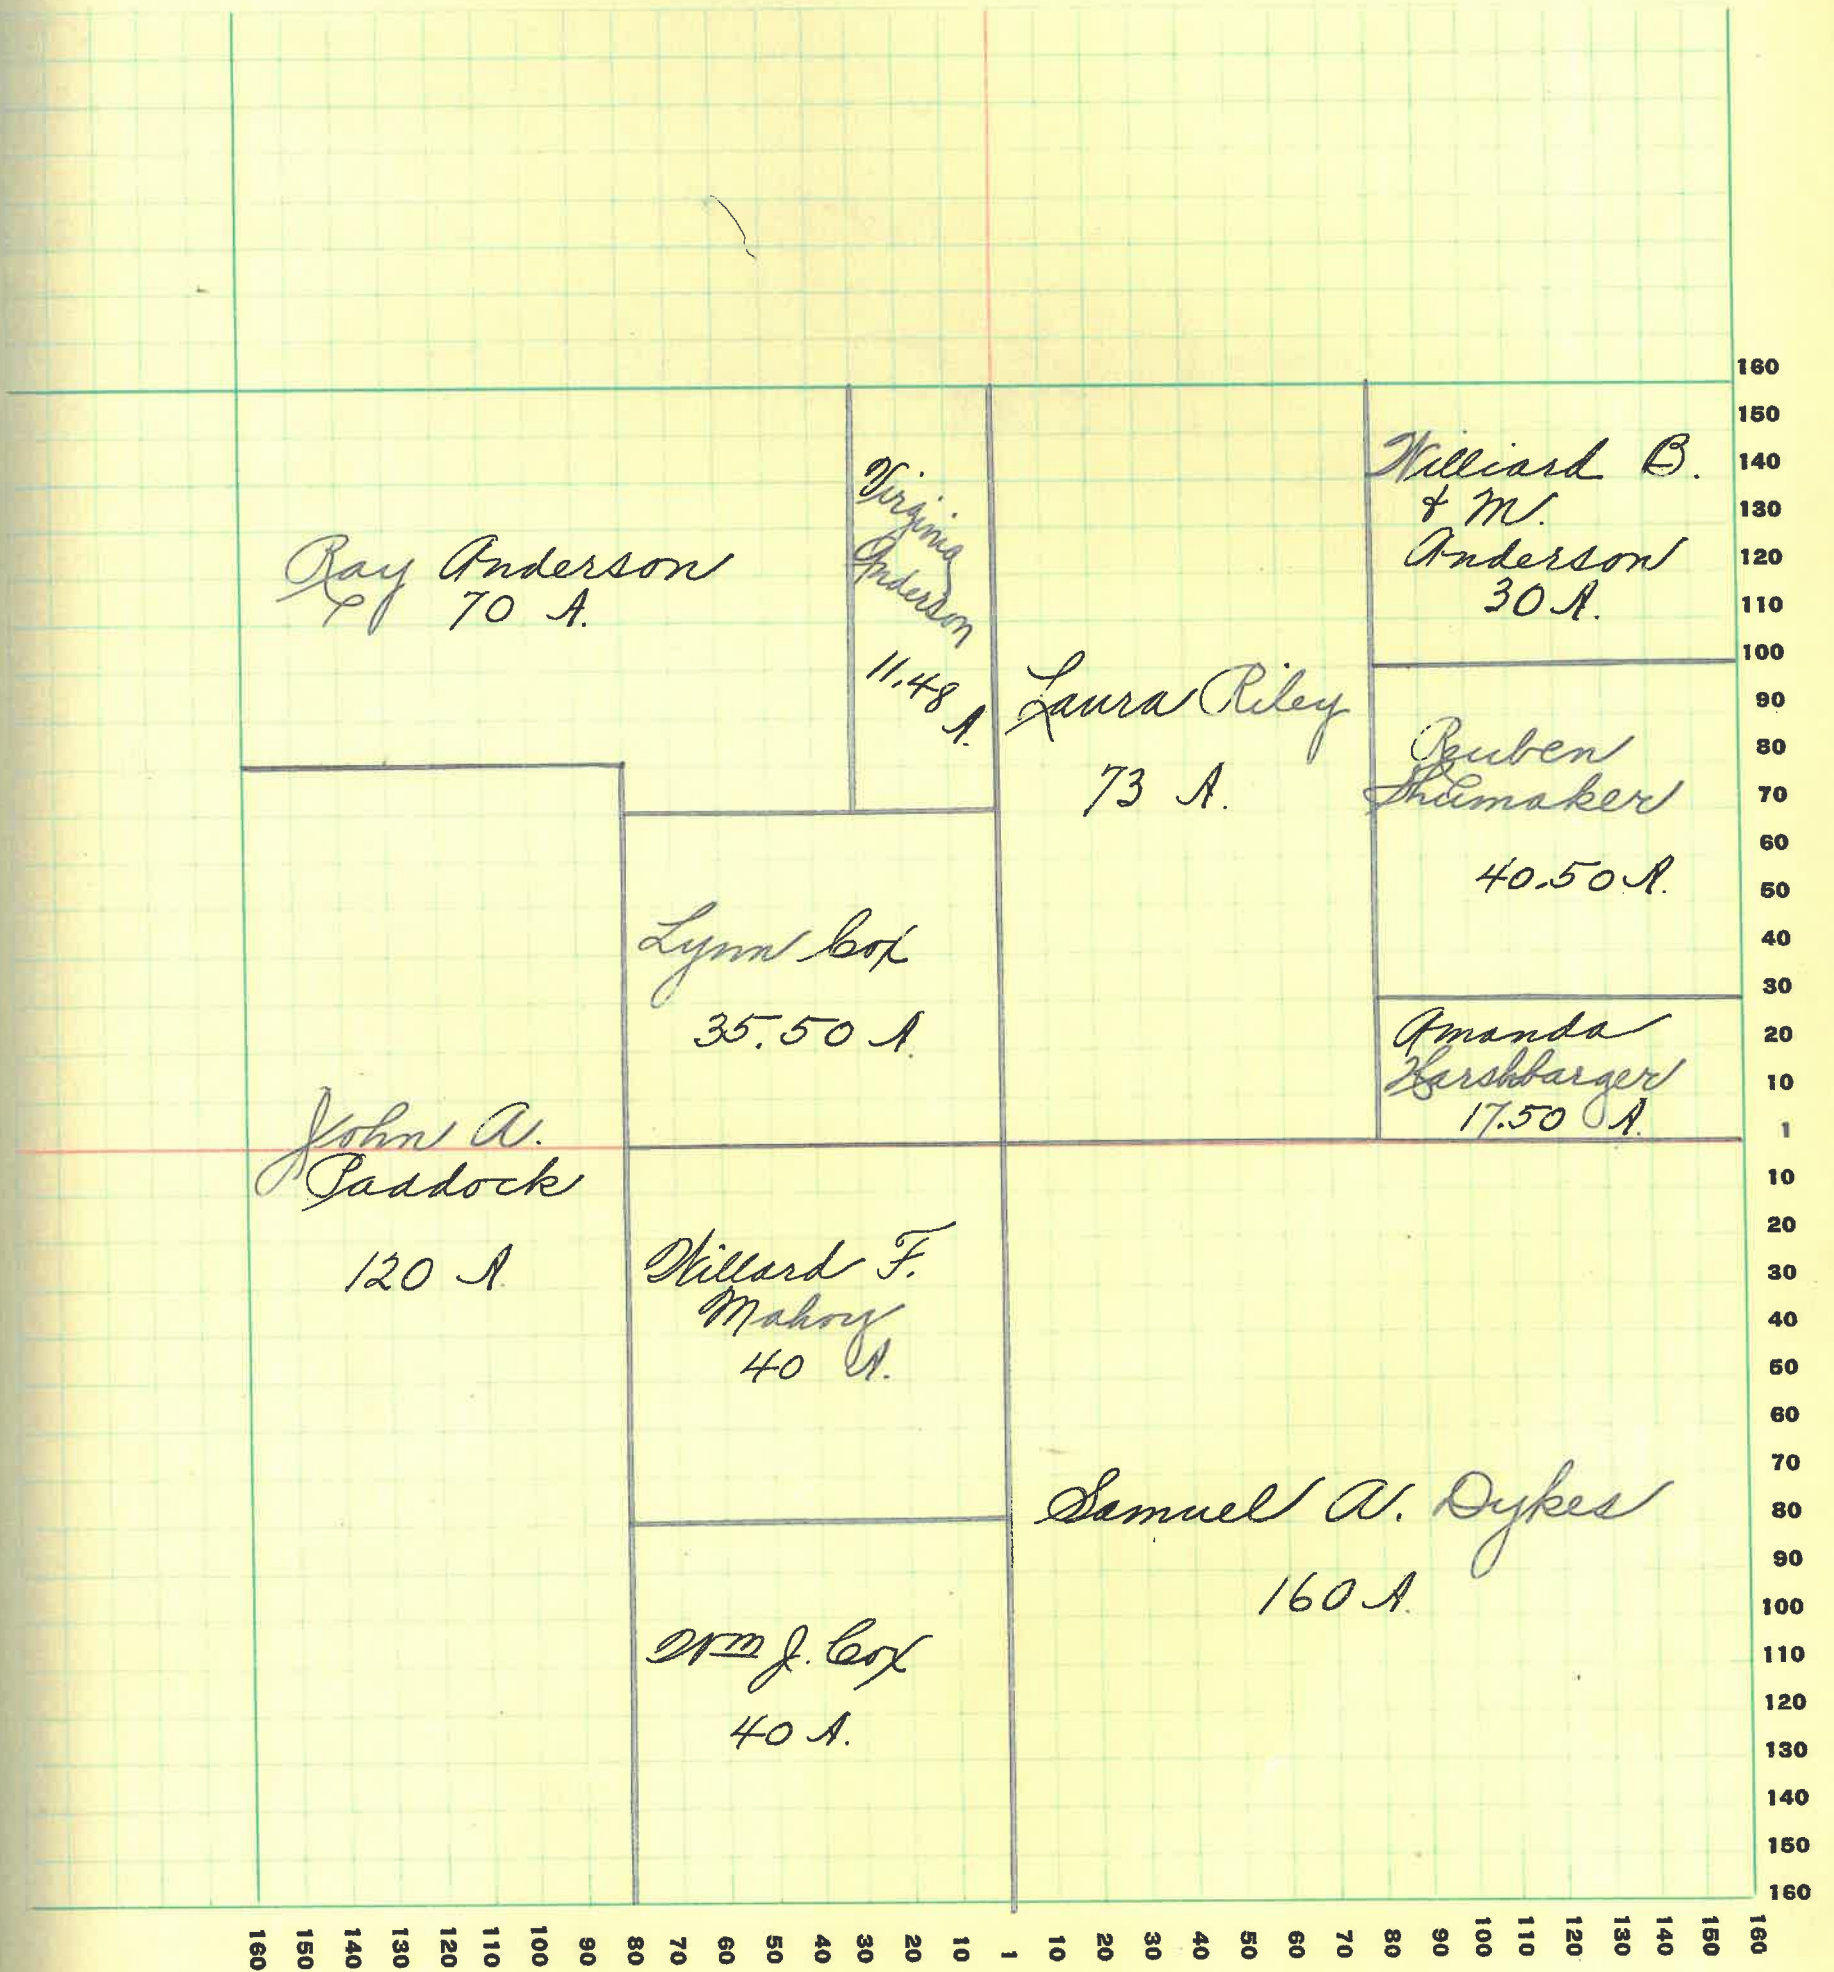 Ray Anderson
70 A.
Virginia
Anderson
11.48
A.
Laura Riley
73 A.
Williard B.
& M.
Anderson
30 A.
Reuben
Shumaker
40.50 A.
Amanda
Harshbarger
17.50 A.
Lynn Cox
35.50 A.
John A.
Paddock
120 A.
Willard F.
Mahoy
40 A.
Samuel A. Dykes
160 A.
Wm J. Cox
40 A.
160
150
140
130
120
110
100
90
80
70
60
50
40
30
20
10
1
10
20
30
40
50
60
70
80
90
100
110
120
130
140
150
160
160 150 140 130 120 110 100 90 80 70 60 50 40 30 20 10 1 10 20 30 40 50 60 70 80 90 100 110 120 130 140 150 160